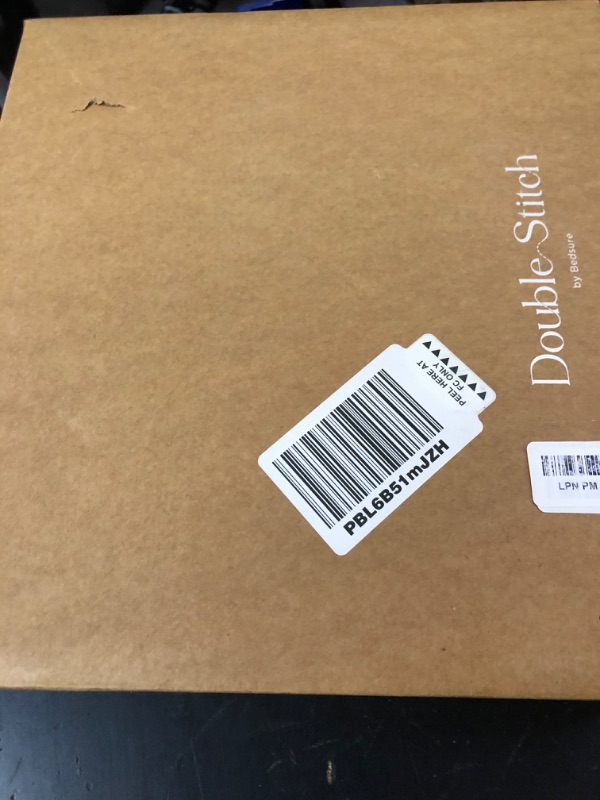 Double Stitch
by Bedsure
PEEL HERE AT
FC ONLY
PBL6B51mJZH
LPN PM